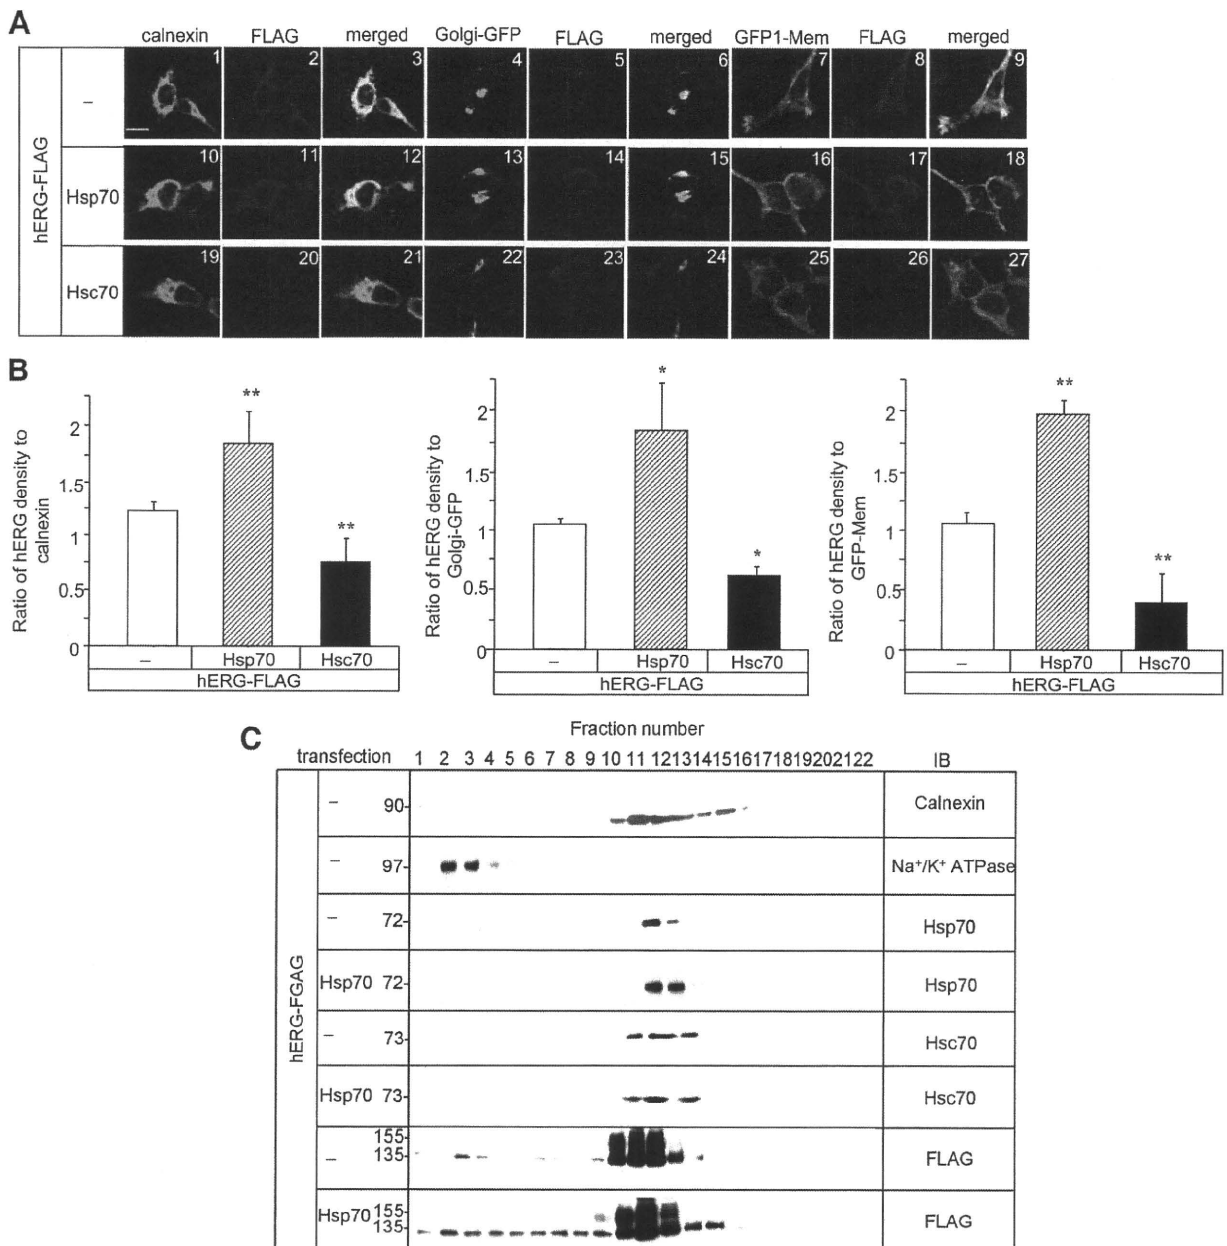 A
calnexin FLAG merged Golgi-GFP FLAG merged GFP1-Mem FLAG merged
hERG-FLAG
– 1 2 3 4 5 6 7 8 9
Hsp70 10 11 12 13 14 15 16 17 18
Hsc70 19 20 21 22 23 24 25 26 27
B
Ratio of hERG density to
calnexin
2
1.5
1
0.5
0
** **
– Hsp70 Hsc70
hERG-FLAG
Ratio of hERG density to
Golgi-GFP
2
1.5
1
0.5
0
* *
– Hsp70 Hsc70
hERG-FLAG
Ratio of hERG density to
GFP-Mem
2
1.5
1
0.5
0
** **
– Hsp70 Hsc70
hERG-FLAG
C
Fraction number
transfection 1 2 3 4 5 6 7 8 9 10 11 12 13 14 15 16 17 18 19 20 21 22 IB
hERG-FGAG
– 90- Calnexin
– 97- Na⁺/K⁺ ATPase
– 72- Hsp70
Hsp70 72- Hsp70
– 73- Hsc70
Hsp70 73- Hsc70
155-
– 135- FLAG
Hsp70 155-
135- FLAG